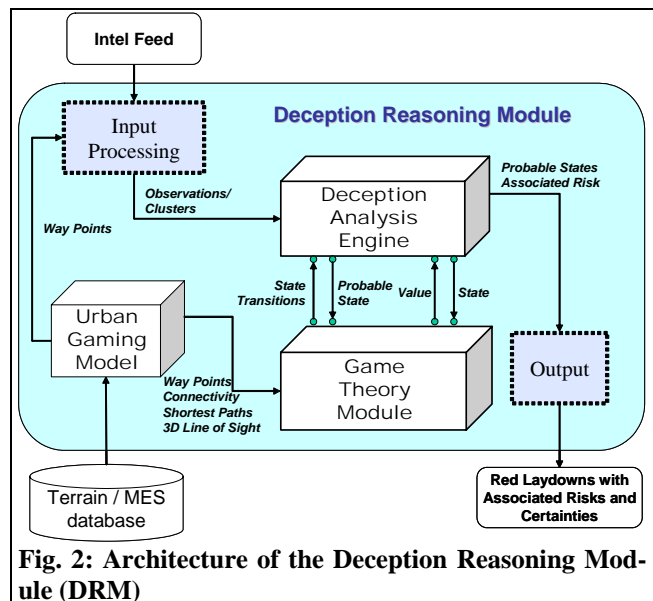 Intel Feed
Deception Reasoning Module
Input
Processing
Observations/
Clusters
Way Points
Deception
Analysis
Engine
Probable States
Associated Risk
State
Transitions
Probable
State
Value
State
Urban
Gaming
Model
Way Points
Connectivity
Shortest Paths
3D Line of Sight
Game
Theory
Module
Output
Terrain / MES
database
Red Laydowns with
Associated Risks and
Certainties
Fig. 2: Architecture of the Deception Reasoning Mod-
ule (DRM)